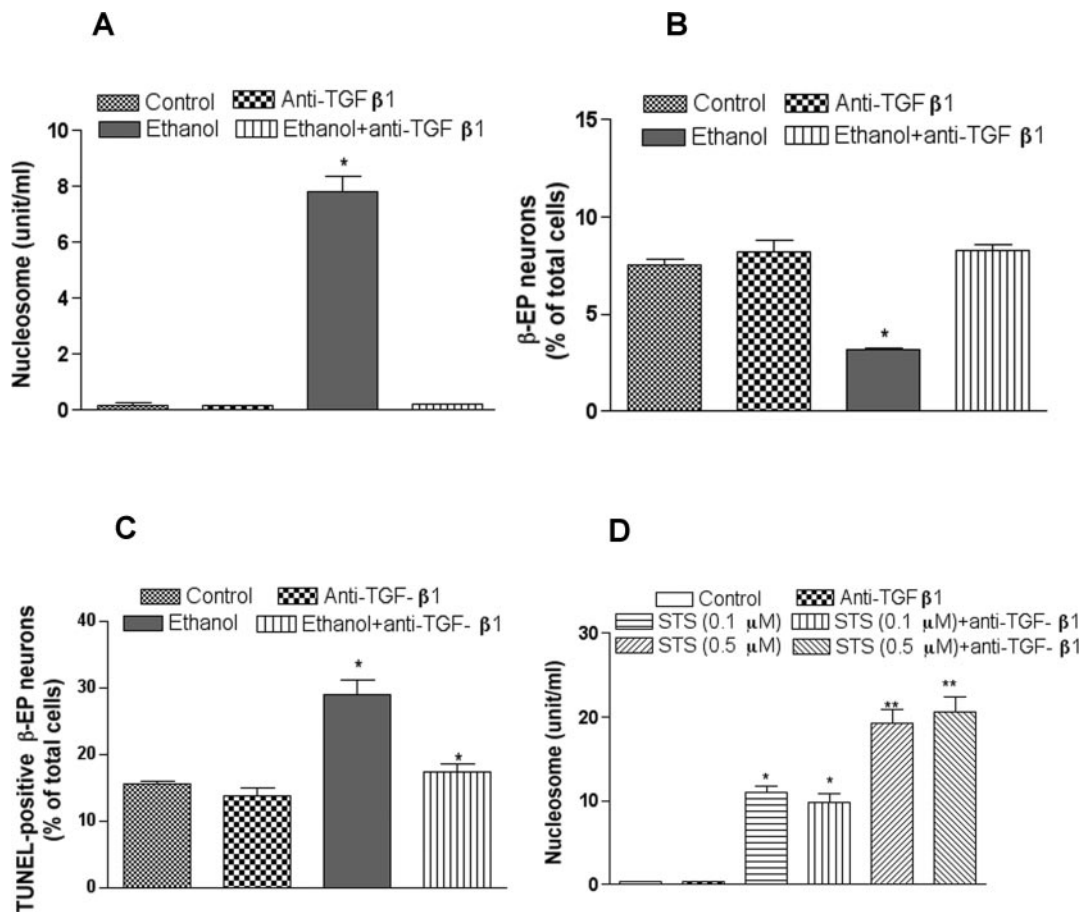 A
Control Anti-TGF β1
Ethanol Ethanol+anti-TGF β1
Nucleosome (unit/ml)
10
8
6
4
2
0
*
B
Control Anti-TGF β1
Ethanol Ethanol+anti-TGF β1
β-EP neurons
(% of total cells)
15
10
5
0
*
C
Control Anti-TGF- β1
Ethanol Ethanol+anti-TGF- β1
TUNEL-positive β-EP neurons
(% of total cells)
40
30
20
10
0
*
*
D
Control Anti-TGF β1
STS (0.1 μM) STS (0.1 μM)+anti-TGF- β1
STS (0.5 μM) STS (0.5 μM)+anti-TGF- β1
Nucleosome (unit/ml)
30
20
10
0
* * ** **